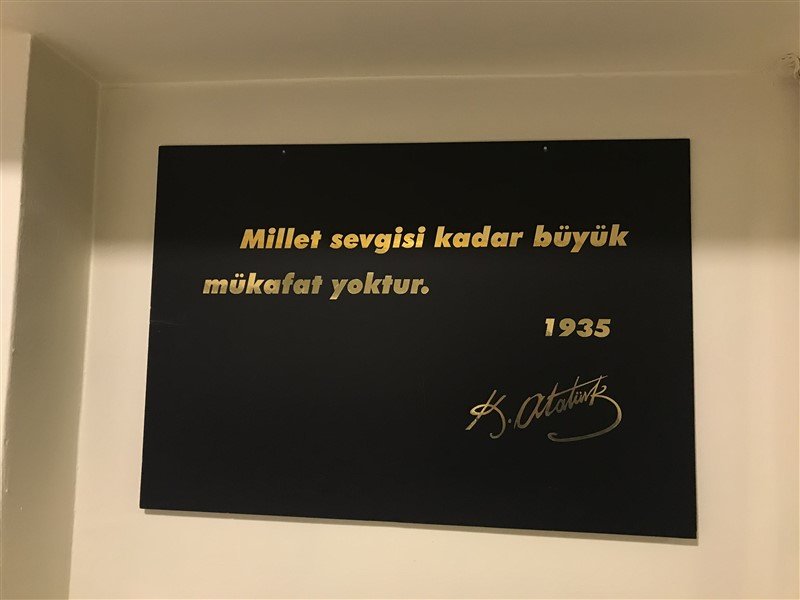 Millet sevgisi kadar büyük
mükafat yoktur.
1935
K. Atatürk